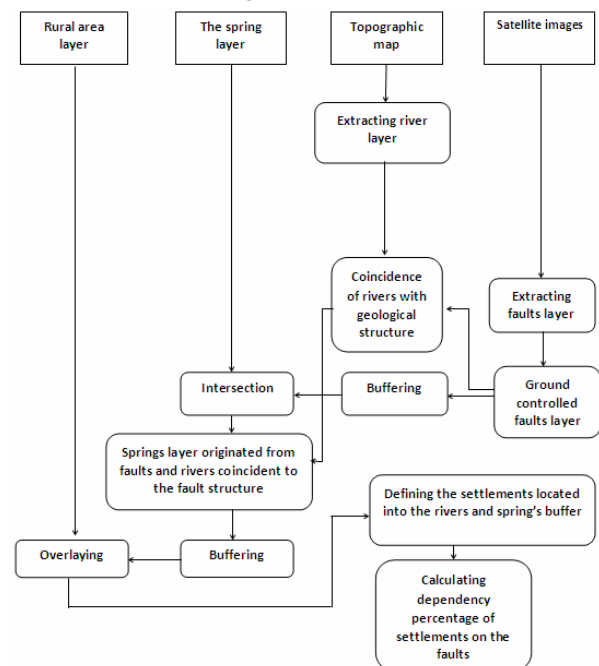 Rural area
layer
The spring
layer
Topographic
map
Satellite images
Extracting river
layer
Coincidence
of rivers with
geological
structure
Extracting
faults layer
Intersection
Buffering
Ground
controlled
faults layer
Springs layer originated from
faults and rivers coincident to
the fault structure
Defining the settlements located
into the rivers and spring's buffer
Overlaying
Buffering
Calculating
dependency
percentage of
settlements on the
faults